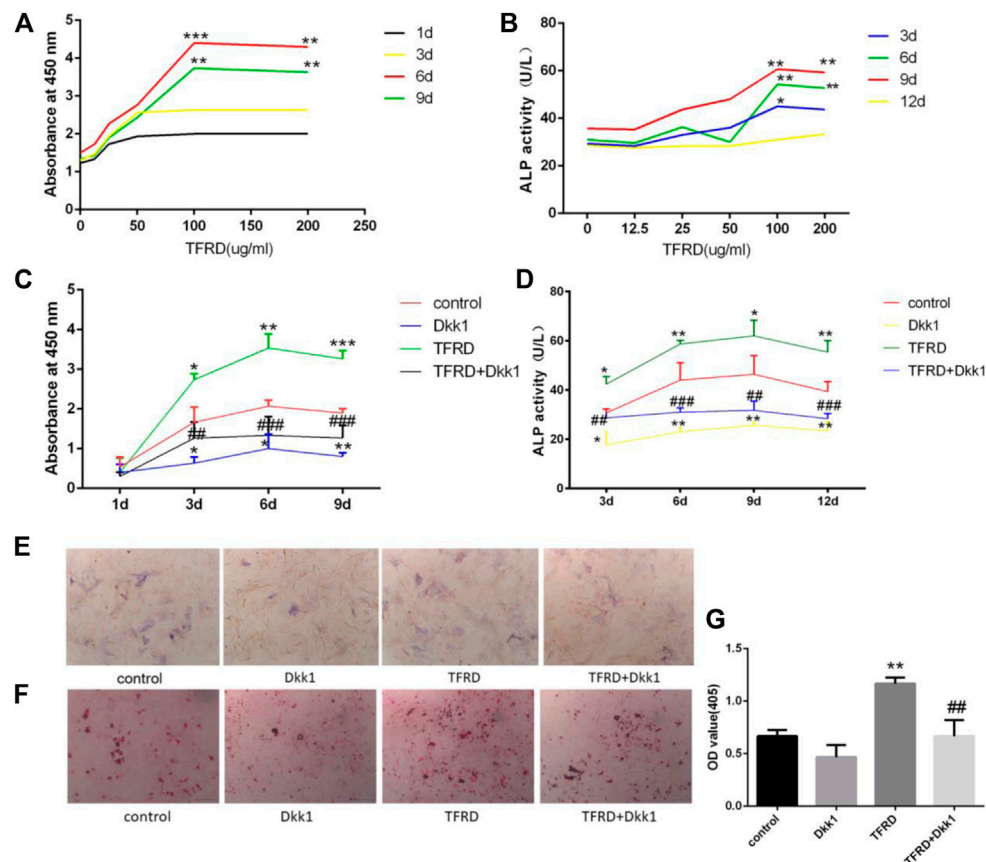 A
Absorbance at 450 nm
5
4
3
2
1
0
50
100
150
200
250
TFRD(ug/ml)
***
**
**
**
1d
3d
6d
9d
B
ALP activity (U/L)
80
60
40
20
0
0
12.5
25
50
100
200
TFRD(ug/ml)
**
**
**
**
*
3d
6d
9d
12d
C
Absorbance at 450 nm
5
4
3
2
1
0
1d
3d
6d
9d
*
**
***
##
###
###
*
*
**
control
Dkk1
TFRD
TFRD+Dkk1
D
ALP activity (U/L)
80
60
40
20
0
3d
6d
9d
12d
*
**
*
**
##
###
##
###
*
**
**
**
control
Dkk1
TFRD
TFRD+Dkk1
E
control
Dkk1
TFRD
TFRD+Dkk1
F
control
Dkk1
TFRD
TFRD+Dkk1
G
OD value(405)
1.5
1.0
0.5
0.0
**
##
control
Dkk1
TFRD
TFRD+Dkk1